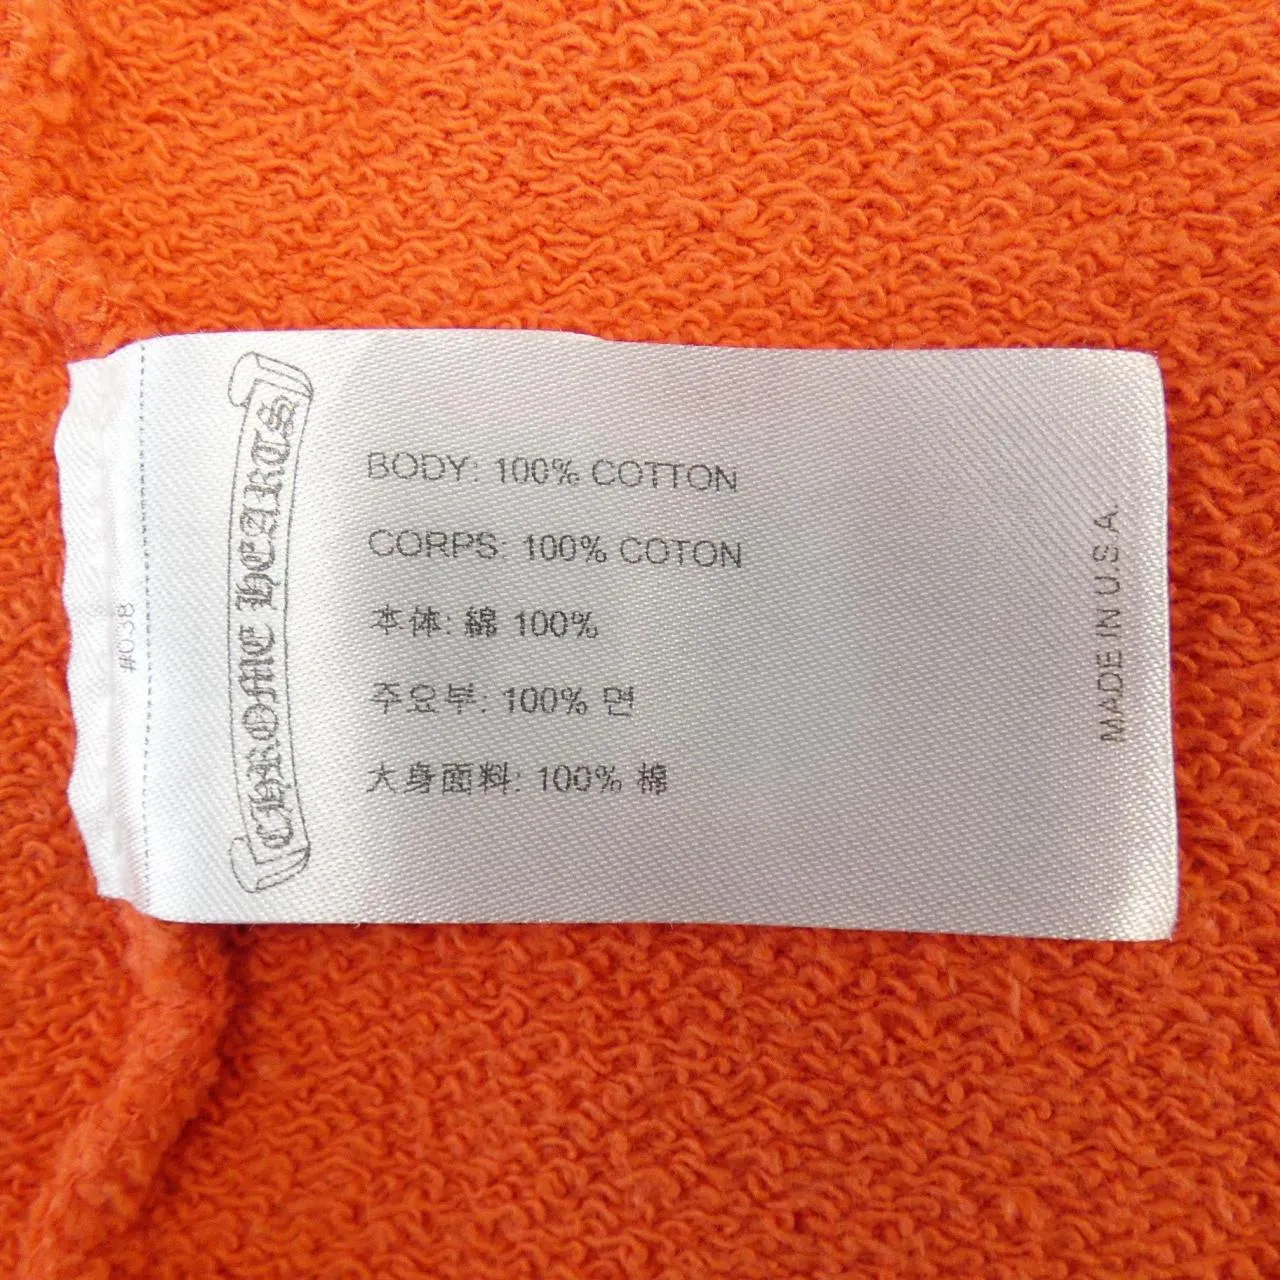 #038
CHROME HEARTS
BODY: 100% COTTON
CORPS: 100% COTON
本体: 綿 100%
주요부: 100% 면
大身面料: 100% 棉
MADE IN U.S.A.